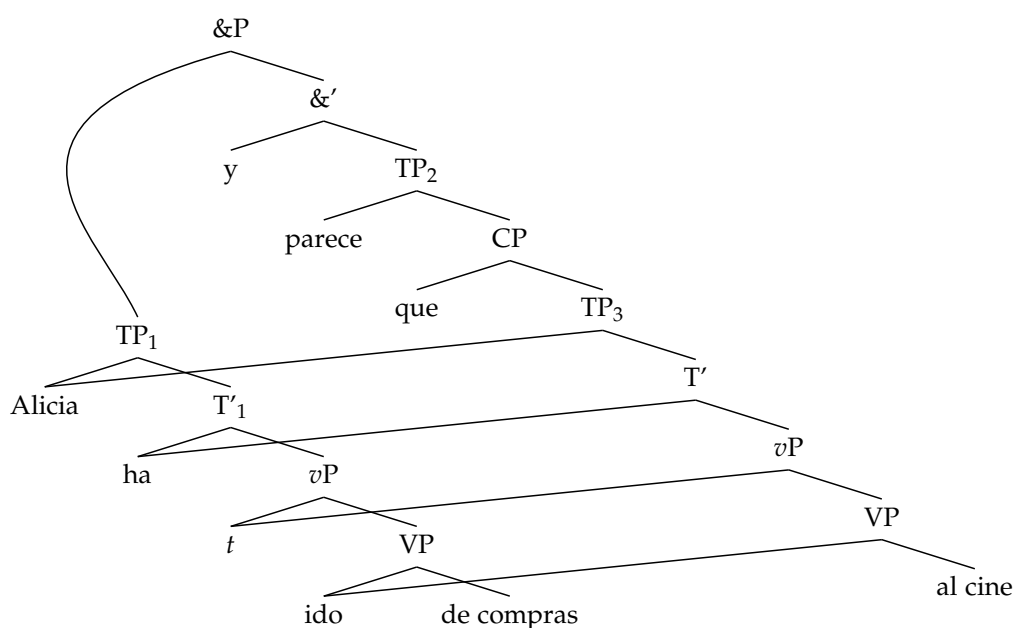 &P
&’
y
TP2
parece
CP
que
TP3
TP1
Alicia
T’1
T’
ha
vP
vP
t
VP
VP
ido
de compras
al cine